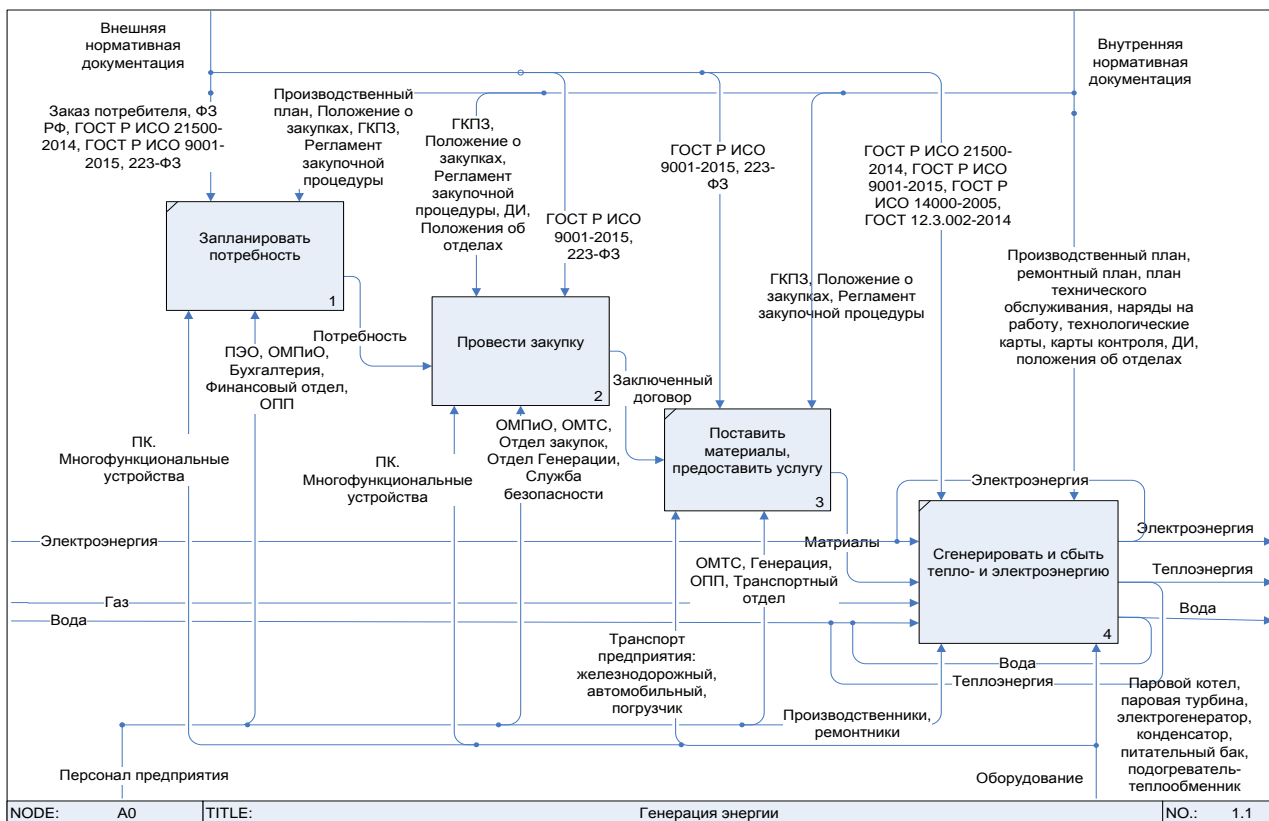 Внешняя
нормативная
документация
Внутренняя
нормативная
документация
Заказ потребителя, ФЗ
РФ, ГОСТ Р ИСО 21500-
2014, ГОСТ Р ИСО 9001-
2015, 223-ФЗ
Производственный
план, Положение о
закупках, ГКПЗ,
Регламент
закупочной
процедуры
ГКПЗ,
Положение о
закупках,
Регламент
закупочной
процедуры, ДИ,
Положения об
отделах
ГОСТ Р ИСО
9001-2015,
223-ФЗ
ГОСТ Р ИСО
9001-2015, 223-
ФЗ
ГОСТ Р ИСО 21500-
2014, ГОСТ Р ИСО
9001-2015, ГОСТ Р
ИСО 14000-2005,
ГОСТ 12.3.002-2014
ГКПЗ, Положение о
закупках, Регламент
закупочной процедуры
Производственный план,
ремонтный план, план
технического
обслуживания, наряды на
работу, технологические
карты, карты контроля, ДИ,
положения об отделах
Запланировать
потребность
1
Потребность
Провести закупку
2
Заключенный
договор
Поставить
материалы,
предоставить услугу
3
Матриалы
Сгенерировать и сбыть
тепло- и электроэнергию
4
ПЭО, ОМПиО,
Бухгалтерия,
Финансовый отдел,
ОПП
ПК.
Многофункциональные
устройства
ОМПиО, ОМТС,
Отдел закупок,
Отдел Генерации,
Служба
безопасности
ПК.
Многофункциональные
устройства
ОМТС, Генерация,
ОПП, Транспортный
отдел
Транспорт
предприятия:
железнодорожный,
автомобильный,
погрузчик
Производственники,
ремонтники
Электроэнергия
Электроэнергия
Электроэнергия
Теплоэнергия
Вода
Газ
Вода
Вода
Теплоэнергия
Паровой котел,
паровая турбина,
электрогенератор,
конденсатор,
питательный бак,
подогреватель-
теплообменник
Персонал предприятия
Оборудование
NODE: A0 TITLE: Генерация энергии NO.: 1.1